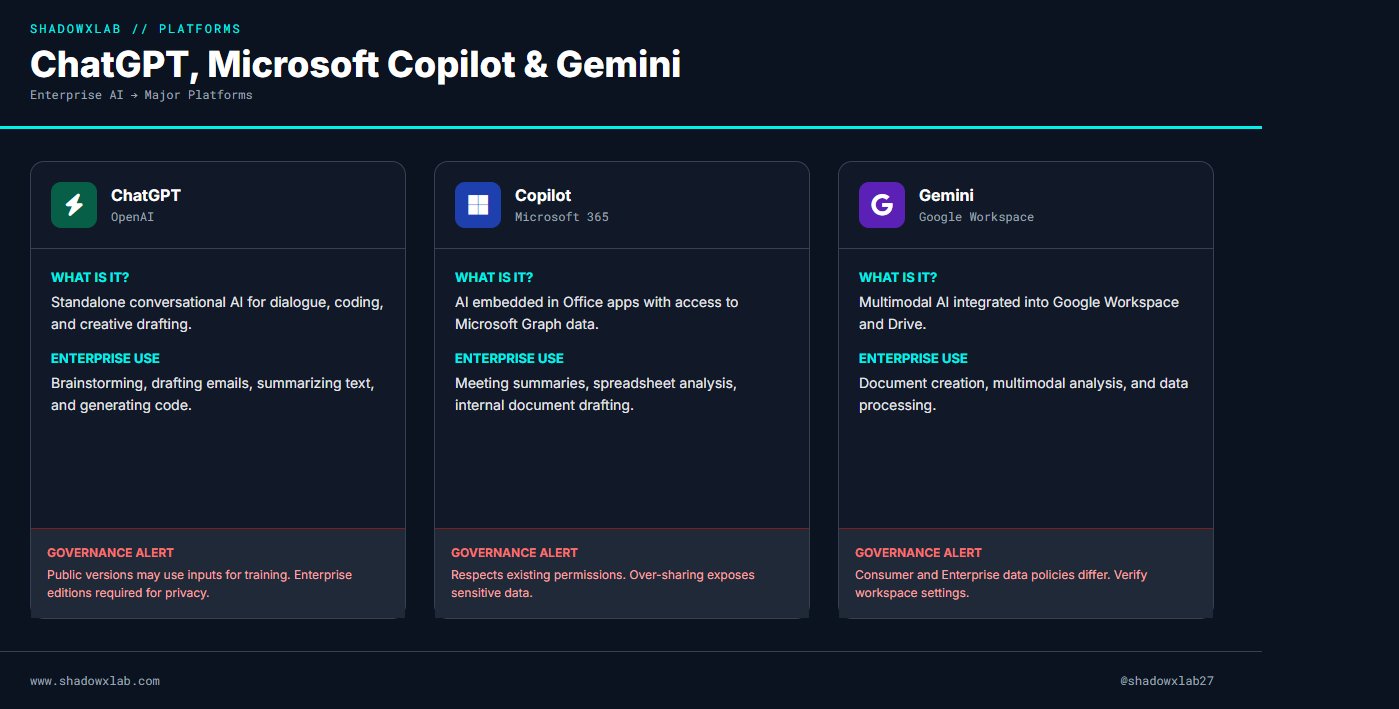 SHADOWXLAB // PLATFORMS
ChatGPT, Microsoft Copilot & Gemini
Enterprise AI → Major Platforms
ChatGPT
OpenAI
WHAT IS IT?
Standalone conversational AI for dialogue, coding,
and creative drafting.
ENTERPRISE USE
Brainstorming, drafting emails, summarizing text,
and generating code.
GOVERNANCE ALERT
Public versions may use inputs for training. Enterprise
editions required for privacy.
Copilot
Microsoft 365
WHAT IS IT?
AI embedded in Office apps with access to
Microsoft Graph data.
ENTERPRISE USE
Meeting summaries, spreadsheet analysis,
internal document drafting.
GOVERNANCE ALERT
Respects existing permissions. Over-sharing exposes
sensitive data.
G
Gemini
Google Workspace
WHAT IS IT?
Multimodal AI integrated into Google Workspace
and Drive.
ENTERPRISE USE
Document creation, multimodal analysis, and data
processing.
GOVERNANCE ALERT
Consumer and Enterprise data policies differ. Verify
workspace settings.
www.shadowxlab.com
@shadowxlab27